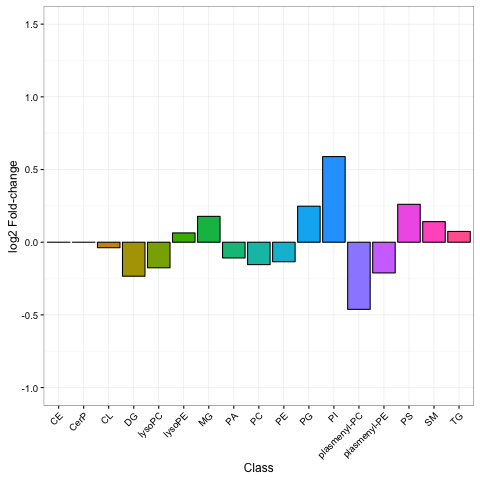 1.5
1.0
0.5
0.0
-0.5
-1.0
log2 Fold-change
CE
CerP
CL
DG
lysoPC
lysoPE
MG
PA
PC
PE
PG
PI
plasmenyl-PC
plasmenyl-PE
PS
SM
TG
Class